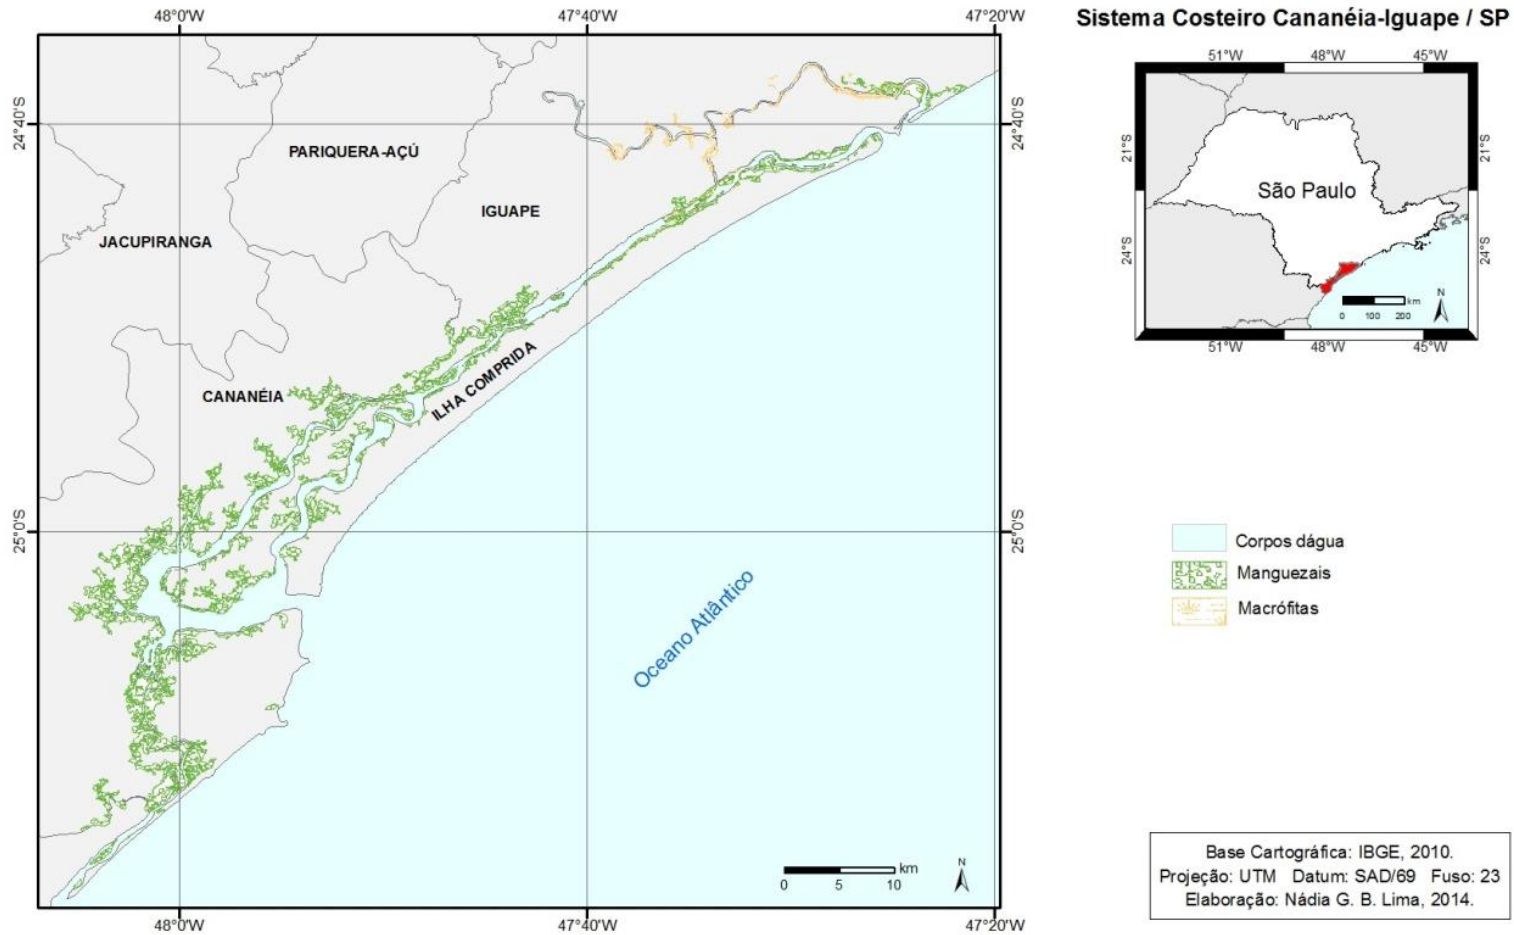 Sistema Costeiro Cananéia-Iguape / SP
48°0'W
47°40'W
47°20'W
24°40'S
24°40'S
25°0'S
25°0'S
48°0'W
47°40'W
47°20'W
PARIQUERA-AÇÚ
IGUAPE
JACUPIRANGA
CANANÉIA
ILHA COMPRIDA
Oceano Atlântico
km
0 5 10
N
51°W
48°W
45°W
21°S
21°S
São Paulo
24°S
24°S
N
km
0 100 200
51°W
48°W
45°W
Corpos dágua
Manguezais
Macrófitas
Base Cartográfica: IBGE, 2010.
Projeção: UTM Datum: SAD/69 Fuso: 23
Elaboração: Nádia G. B. Lima, 2014.